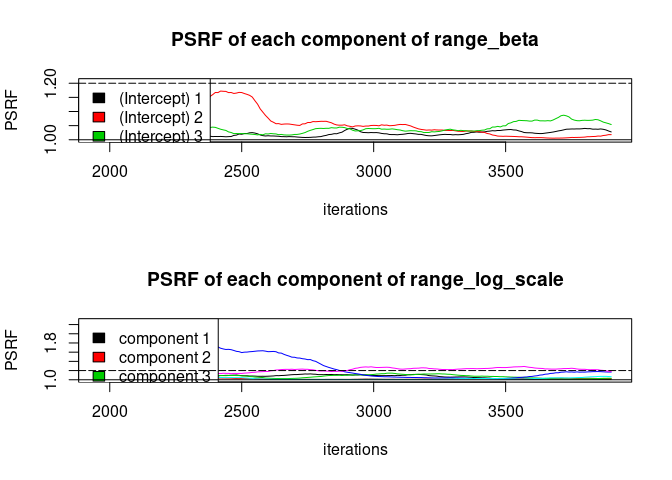 PSRF of each component of range_beta
PSRF
1.00 1.20
(Intercept) 1
(Intercept) 2
(Intercept) 3
2000 2500 3000 3500
iterations
PSRF of each component of range_log_scale
PSRF
1.0 1.8
component 1
component 2
component 3
2000 2500 3000 3500
iterations